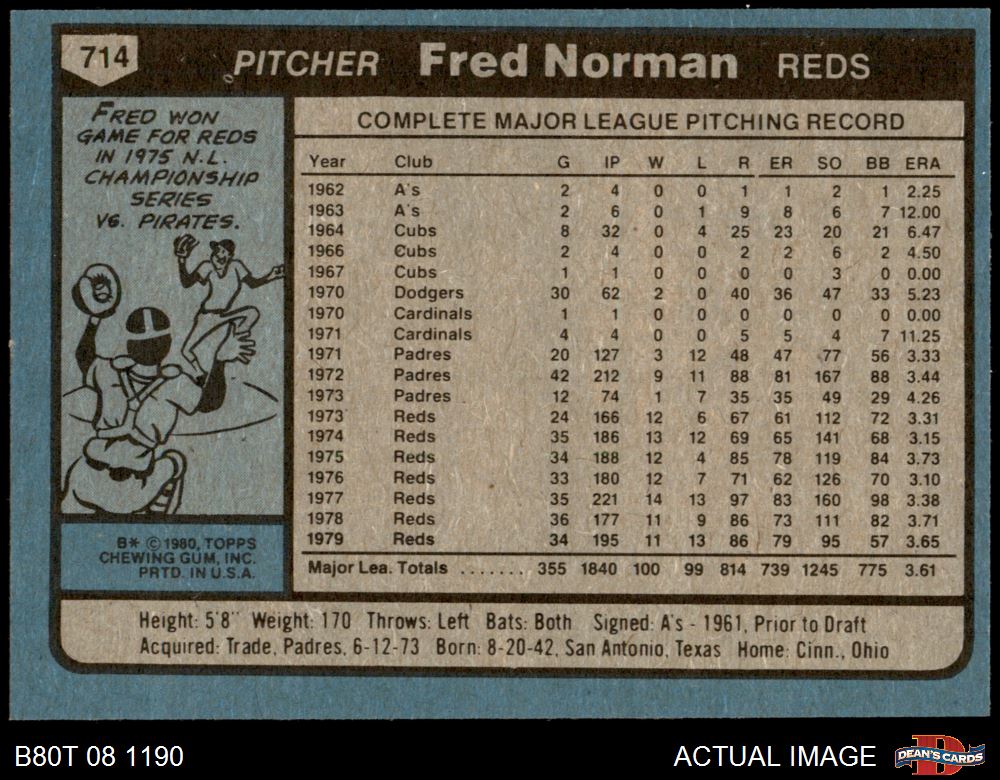 714
PITCHER Fred Norman REDS
FRED WON
GAME FOR REDS
IN 1975 N.L.
CHAMPIONSHIP
SERIES
VS. PIRATES.
B* © 1980, TOPPS
CHEWING GUM, INC.
PRTD. IN U.S.A.
COMPLETE MAJOR LEAGUE PITCHING RECORD
Year Club G IP W L R ER SO BB ERA
1962 A's 2 4 0 0 1 1 2 1 2.25
1963 A's 2 6 0 1 9 8 6 7 12.00
1964 Cubs 8 32 0 4 25 23 20 21 6.47
1966 Cubs 2 4 0 0 2 2 6 2 4.50
1967 Cubs 1 1 0 0 0 0 3 0 0.00
1970 Dodgers 30 62 2 0 40 36 47 33 5.23
1970 Cardinals 1 1 0 0 0 0 0 0 0.00
1971 Cardinals 4 4 0 0 5 5 4 7 11.25
1971 Padres 20 127 3 12 48 47 77 56 3.33
1972 Padres 42 212 9 11 88 81 167 88 3.44
1973 Padres 12 74 1 7 35 35 49 29 4.26
1973 Reds 24 166 12 6 67 61 112 72 3.31
1974 Reds 35 186 13 12 69 65 141 68 3.15
1975 Reds 34 188 12 4 85 78 119 84 3.73
1976 Reds 33 180 12 7 71 62 126 70 3.10
1977 Reds 35 221 14 13 97 83 160 98 3.38
1978 Reds 36 177 11 9 86 73 111 82 3.71
1979 Reds 34 195 11 13 86 79 95 57 3.65
Major Lea. Totals ....... 355 1840 100 99 814 739 1245 775 3.61
Height: 5'8" Weight: 170 Throws: Left Bats: Both Signed: A's - 1961, Prior to Draft
Acquired: Trade, Padres, 6-12-73 Born: 8-20-42, San Antonio, Texas Home: Cinn., Ohio
B80T 08 1190 ACTUAL IMAGE
D
DEAN'S CARDS